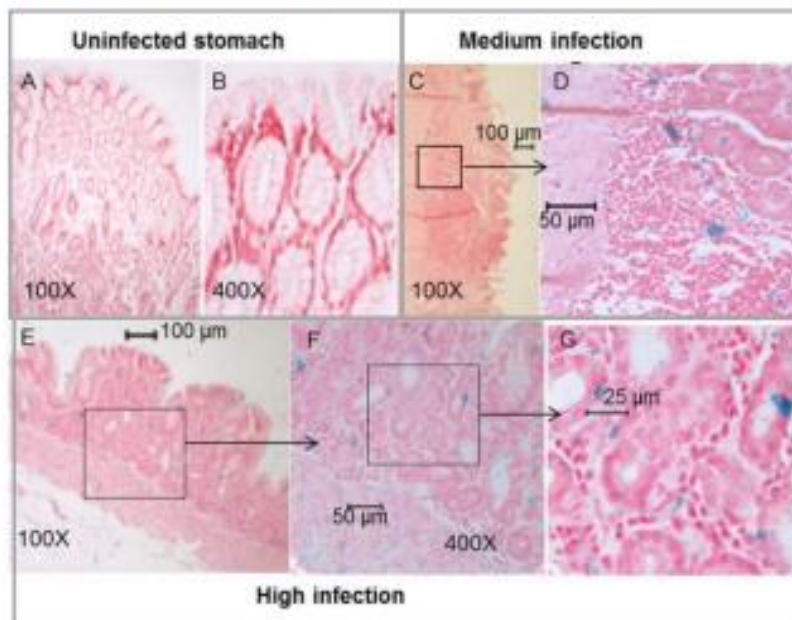 Uninfected stomach
Medium infection
A
B
C
D
100 µm
50 µm
100X
400X
100X
E
100 µm
F
G
25 µm
50 µm
100X
400X
High infection